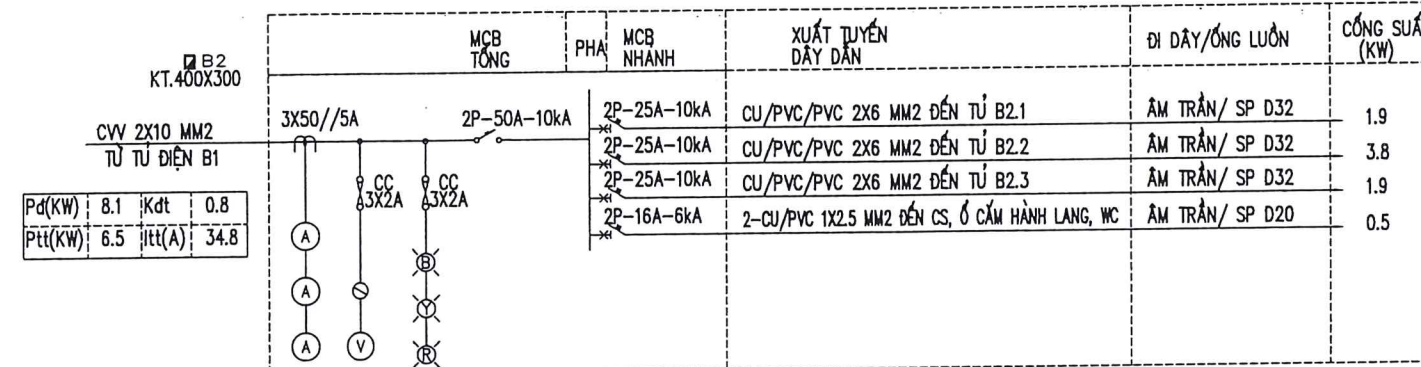 B2
KT.400X300
MCB
TỔNG
PHA
MCB
NHÁNH
XUẤT TUYẾN
DÂY DẪN
ĐI DÂY/ỐNG LUỒN
CÔNG SUẤ
(KW)
CVV 2X10 MM2
TỪ TỦ ĐIỆN B1
3X50//5A
2P-50A-10kA
2P-25A-10kA CU/PVC/PVC 2X6 MM2 ĐẾN TỦ B2.1 ÂM TRẦN/ SP D32 1.9
2P-25A-10kA CU/PVC/PVC 2X6 MM2 ĐẾN TỦ B2.2 ÂM TRẦN/ SP D32 3.8
2P-25A-10kA CU/PVC/PVC 2X6 MM2 ĐẾN TỦ B2.3 ÂM TRẦN/ SP D32 1.9
2P-16A-6kA 2-CU/PVC 1X2.5 MM2 ĐẾN CS, Ổ CẮM HÀNH LANG, WC ÂM TRẦN/ SP D20 0.5
CC
3X2A
CC
3X2A
Pd(KW) 8.1 Kdt 0.8
Ptt(KW) 6.5 Itt(A) 34.8
A
A
A
V
B
Y
R